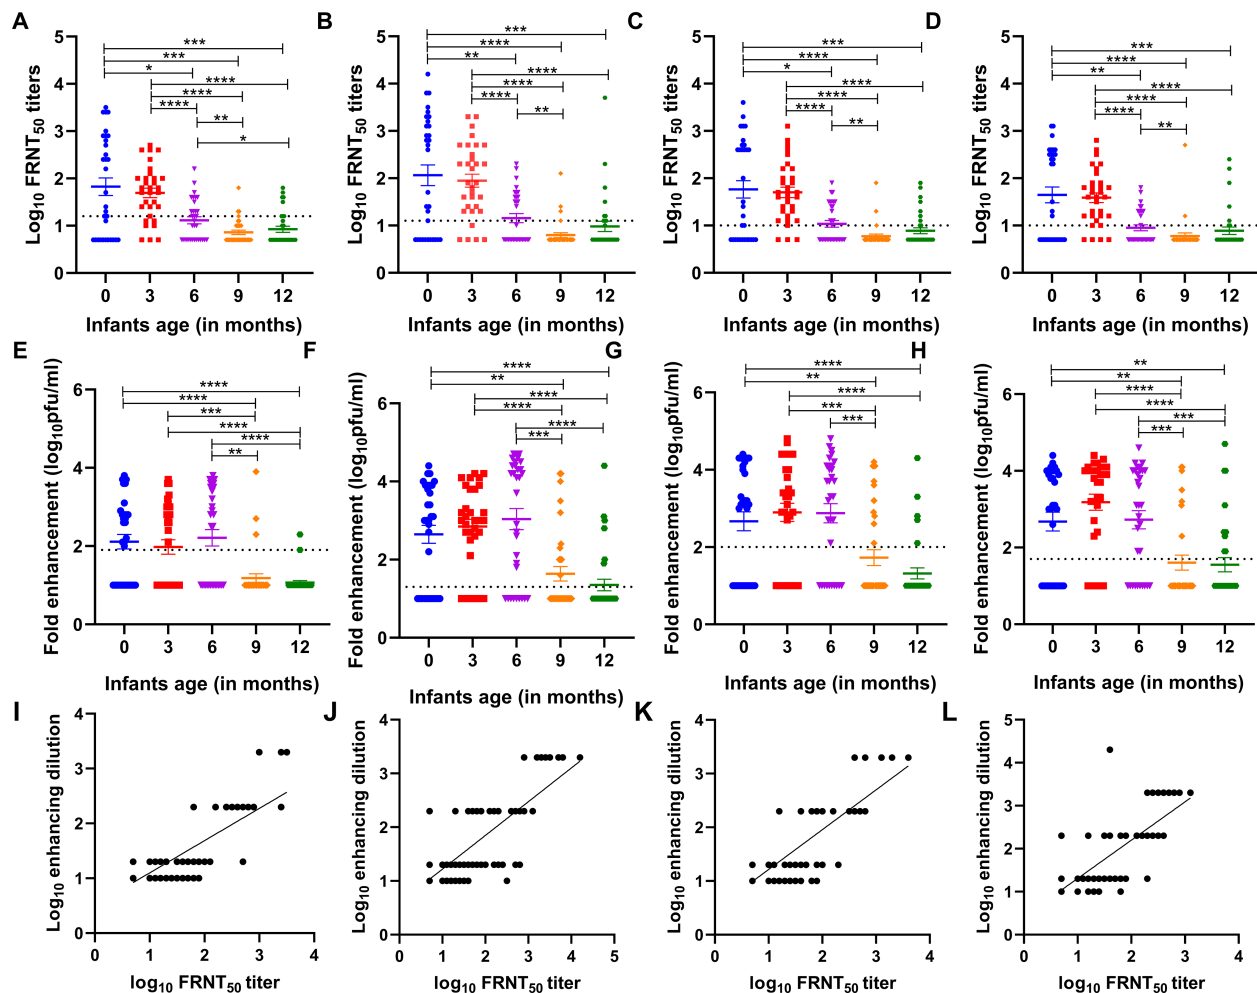 A
B
C
D
Log10 FRNT50 titers
5
4
3
2
1
0
***
***
*
****
****
****
**
*
0 3 6 9 12
Infants age (in months)
Log10 FRNT50 titers
5
4
3
2
1
0
***
****
**
****
****
****
**
0 3 6 9 12
Infants age (in months)
Log10 FRNT50 titers
5
4
3
2
1
0
***
****
*
****
****
****
**
0 3 6 9 12
Infants age (in months)
Log10 FRNT50 titers
5
4
3
2
1
0
***
****
**
****
****
****
**
0 3 6 9 12
Infants age (in months)
E
F
G
H
Fold enhancement (log10pfu/ml)
6
4
2
0
****
****
***
****
****
**
0 3 6 9 12
Infants age (in months)
Fold enhancement (log10pfu/ml)
6
4
2
0
****
**
****
****
****
***
0 3 6 9 12
Infants age (in months)
Fold enhancement (log10pfu/ml)
6
4
2
0
****
**
****
***
***
0 3 6 9 12
Infants age (in months)
Fold enhancement (log10pfu/ml)
6
4
2
0
**
**
****
****
***
***
0 3 6 9 12
Infants age (in months)
I
J
K
L
Log10 enhancing dilution
4
3
2
1
0
0 1 2 3 4
log10 FRNT50 titer
Log10 enhancing dilution
4
3
2
1
0
0 1 2 3 4 5
log10 FRNT50 titer
Log10 enhancing dilution
4
3
2
1
0
0 1 2 3 4
log10 FRNT50 titer
Log10 enhancing dilution
5
4
3
2
1
0
0 1 2 3 4
log10 FRNT50 titer